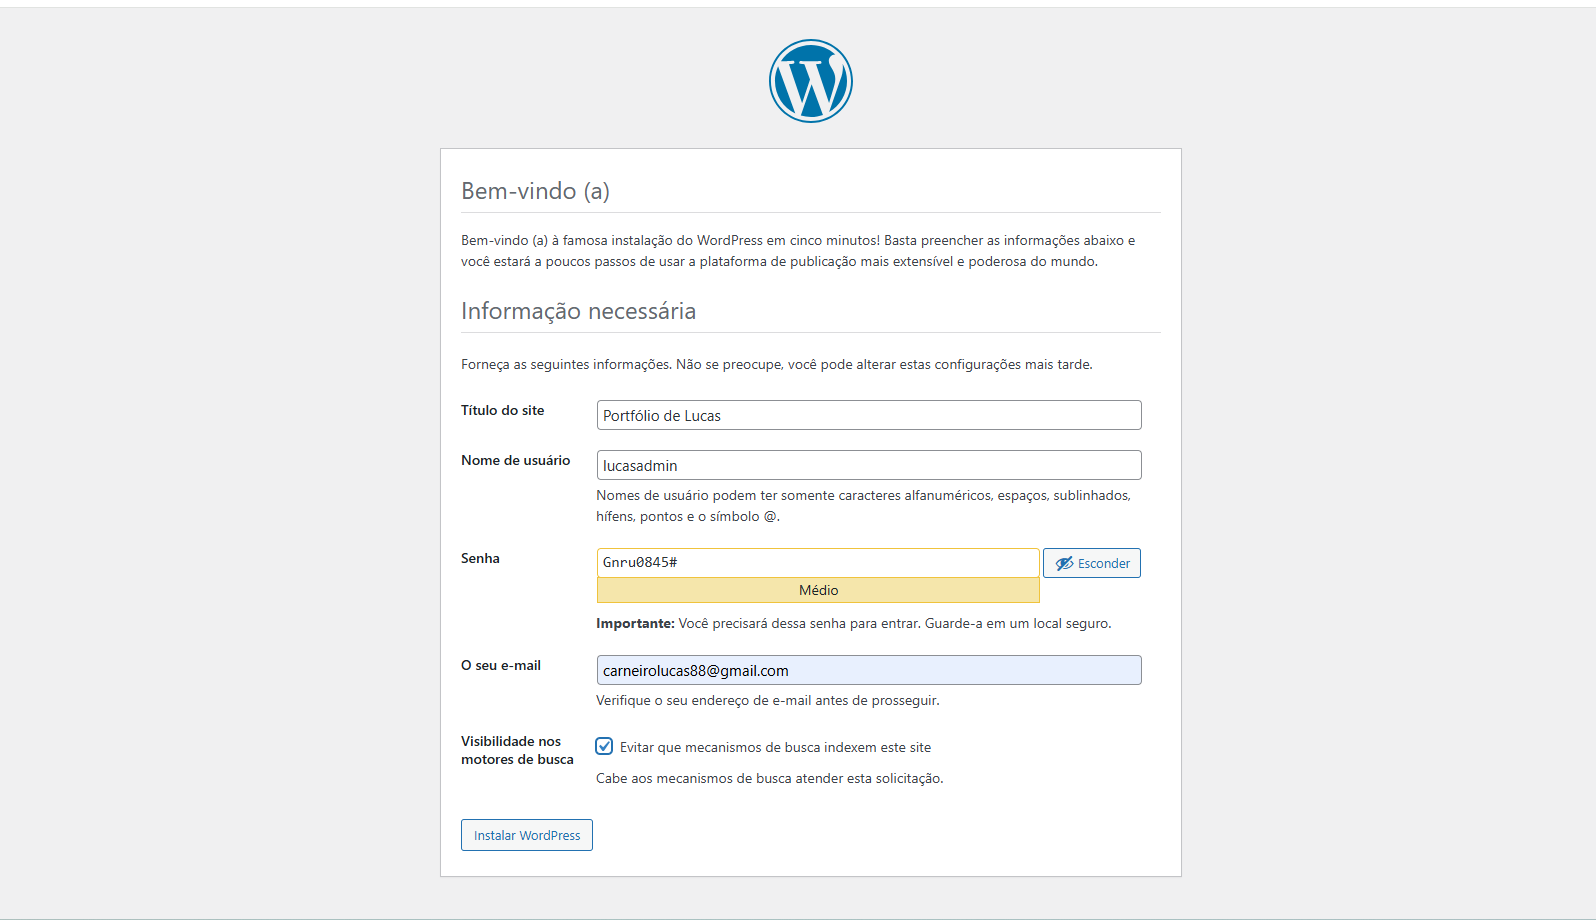 Bem-vindo (a)
Bem-vindo (a) à famosa instalação do WordPress em cinco minutos! Basta preencher as informações abaixo e
você estará a poucos passos de usar a plataforma de publicação mais extensível e poderosa do mundo.
Informação necessária
Forneça as seguintes informações. Não se preocupe, você pode alterar estas configurações mais tarde.
Título do site
Portfólio de Lucas
Nome de usuário
lucasadmin
Nomes de usuário podem ter somente caracteres alfanuméricos, espaços, sublinhados,
hífens, pontos e o símbolo @.
Senha
Gnru0845#
Esconder
Médio
Importante: Você precisará dessa senha para entrar. Guarde-a em um local seguro.
O seu e-mail
carneirolucas88@gmail.com
Verifique o seu endereço de e-mail antes de prosseguir.
Visibilidade nos
motores de busca
Evitar que mecanismos de busca indexem este site
Cabe aos mecanismos de busca atender esta solicitação.
Instalar WordPress